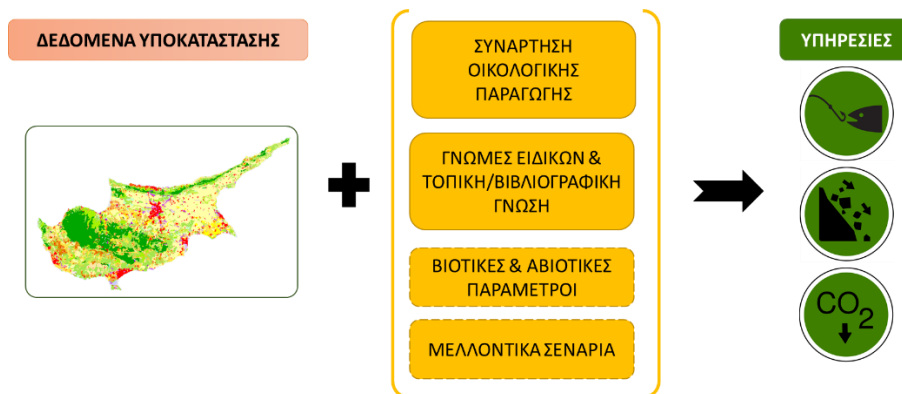 ΔΕΔΟΜΕΝΑ ΥΠΟΚΑΤΑΣΤΑΣΗΣ
ΣΥΝΑΡΤΗΣΗ
ΟΙΚΟΛΟΓΙΚΗΣ
ΠΑΡΑΓΩΓΗΣ
ΓΝΩΜΕΣ ΕΙΔΙΚΩΝ &
ΤΟΠΙΚΗ/ΒΙΒΛΙΟΓΡΑΦΙΚΗ
ΓΝΩΣΗ
ΒΙΟΤΙΚΕΣ & ΑΒΙΟΤΙΚΕΣ
ΠΑΡΑΜΕΤΡΟΙ
ΜΕΛΛΟΝΤΙΚΑ ΣΕΝΑΡΙΑ
ΥΠΗΡΕΣΙΕΣ
CO2